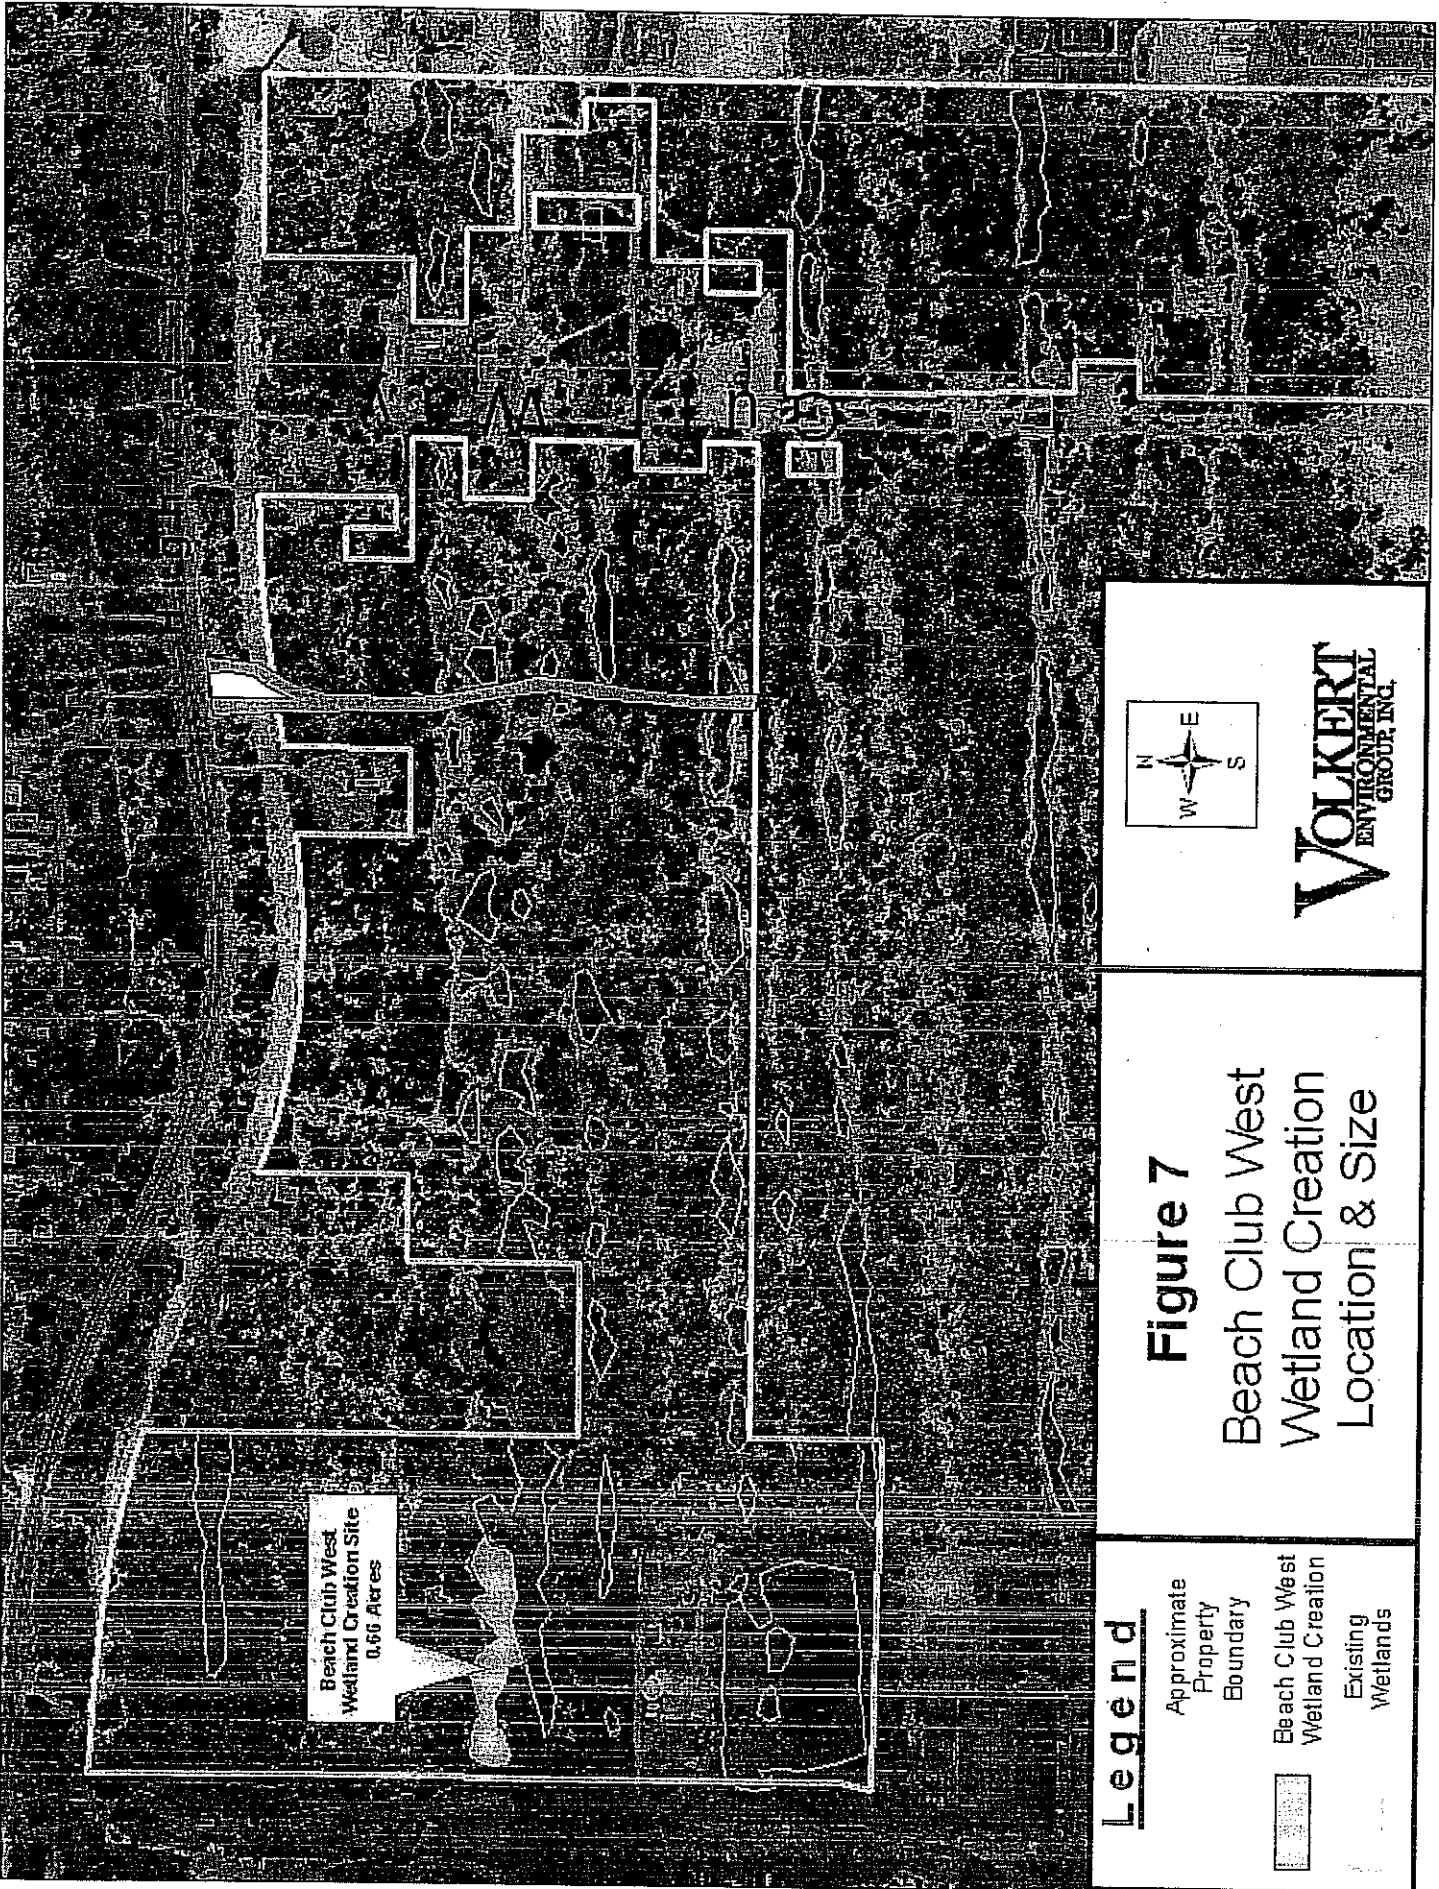 Beach Club West
Wetland Creation Site
0.66 Acres
Legend
Approximate
Property
Boundary
Beach Club West
Wetland Creation
Existing
Wetlands
Figure 7
Beach Club West
Wetland Creation
Location & Size
N
W E
S
VOLKERT
ENVIRONMENTAL
GROUP, INC.